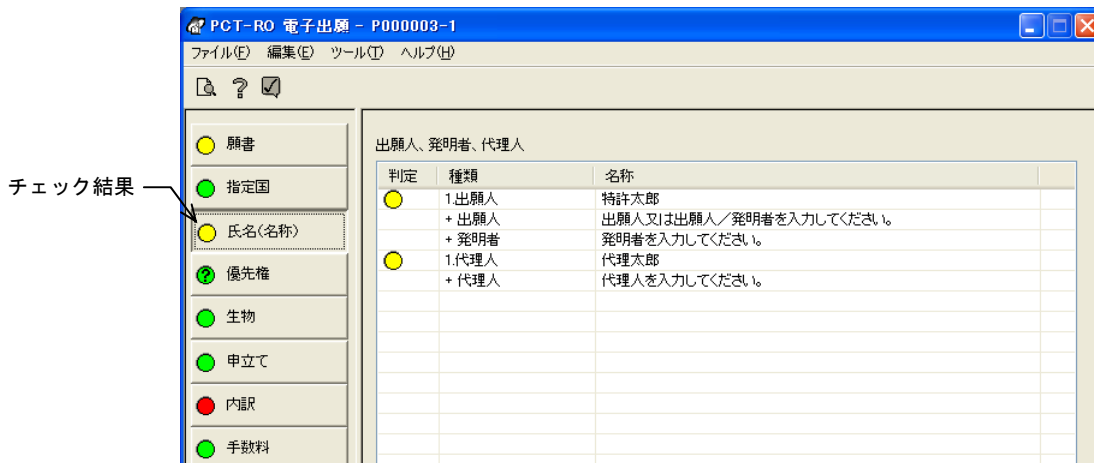 PCT-RO 電子出願 - P000003-1
ファイル(F) 編集(E) ツール(T) ヘルプ(H)
チェック結果
願書
指定国
氏名(名称)
優先権
生物
申立て
内訳
手数料
出願人、発明者、代理人
判定 種類 名称
1.出願人 特許太郎
+ 出願人 出願人又は出願人／発明者を入力してください。
+ 発明者 発明者を入力してください。
1.代理人 代理太郎
+ 代理人 代理人を入力してください。